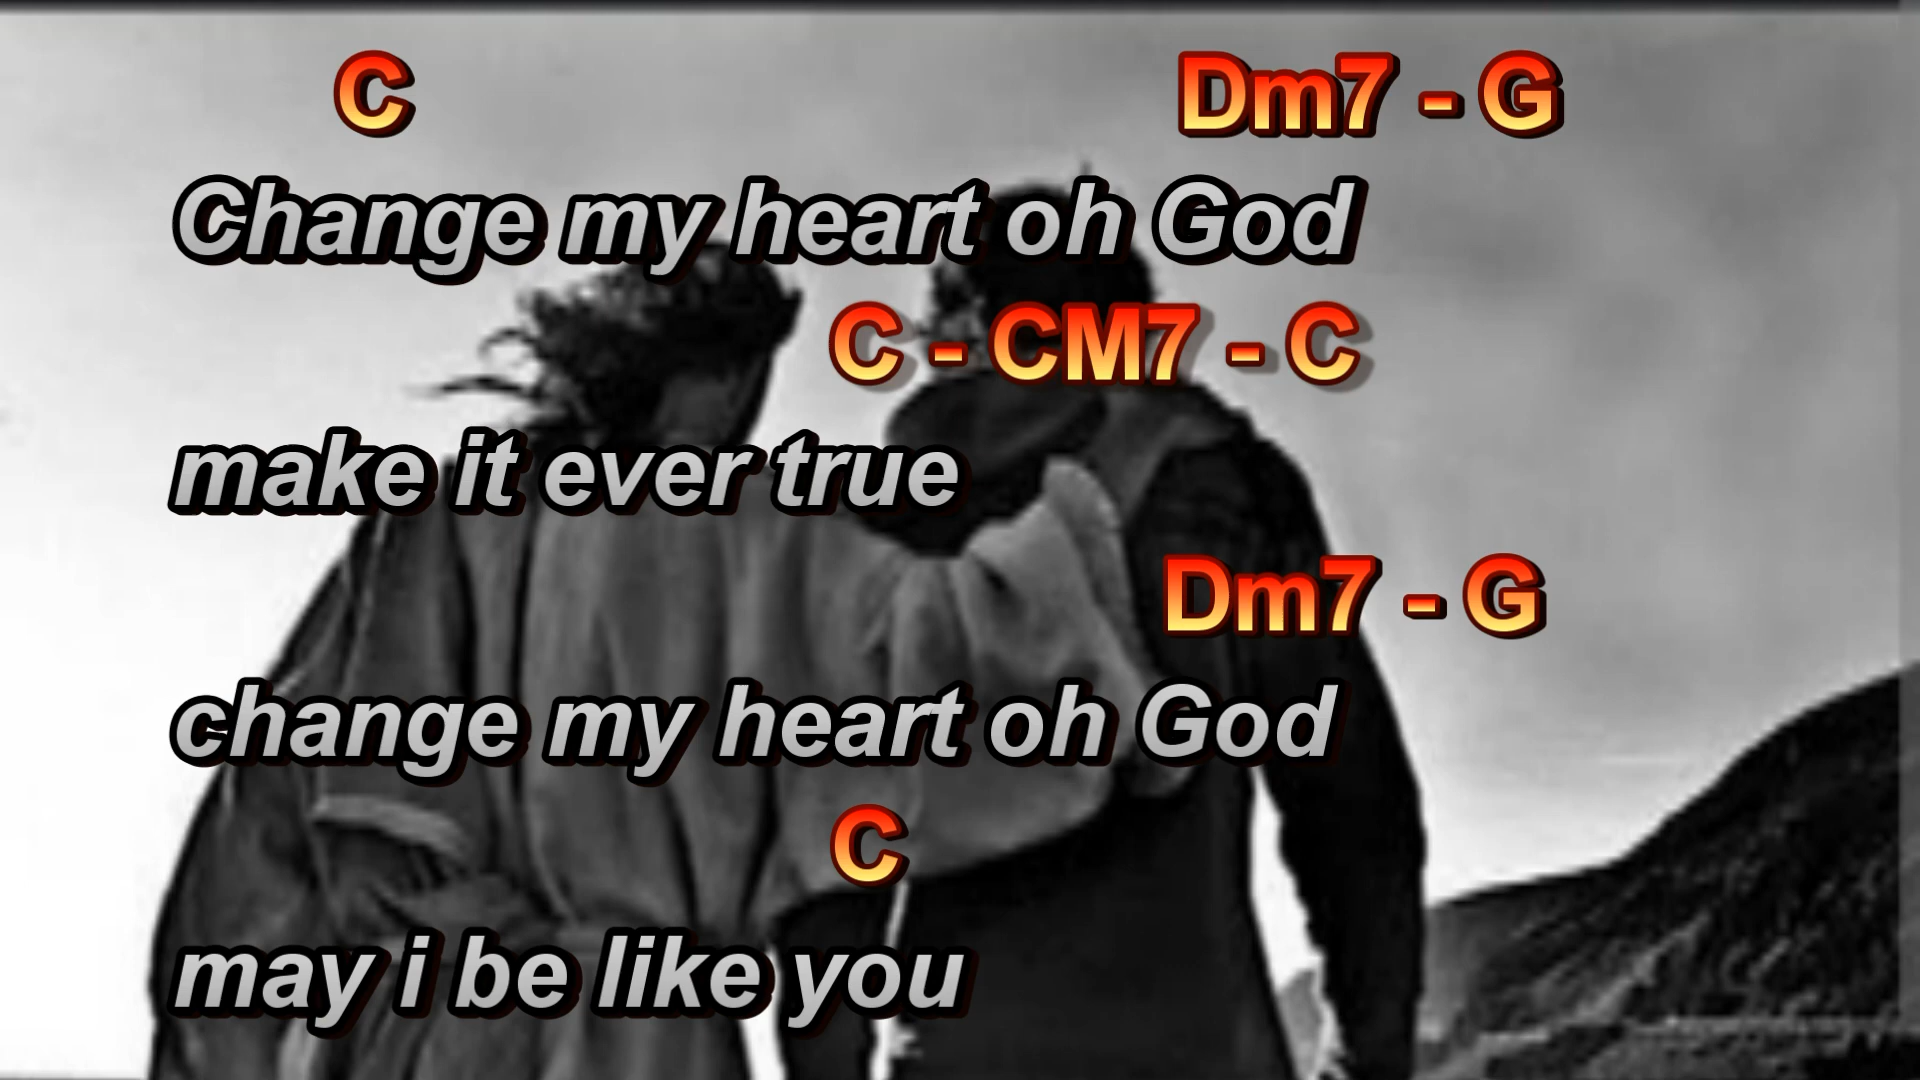 C Dm7 - G
Change my heart oh God
C - CM7 - C
make it ever true
Dm7 - G
change my heart oh God
C
may i be like you